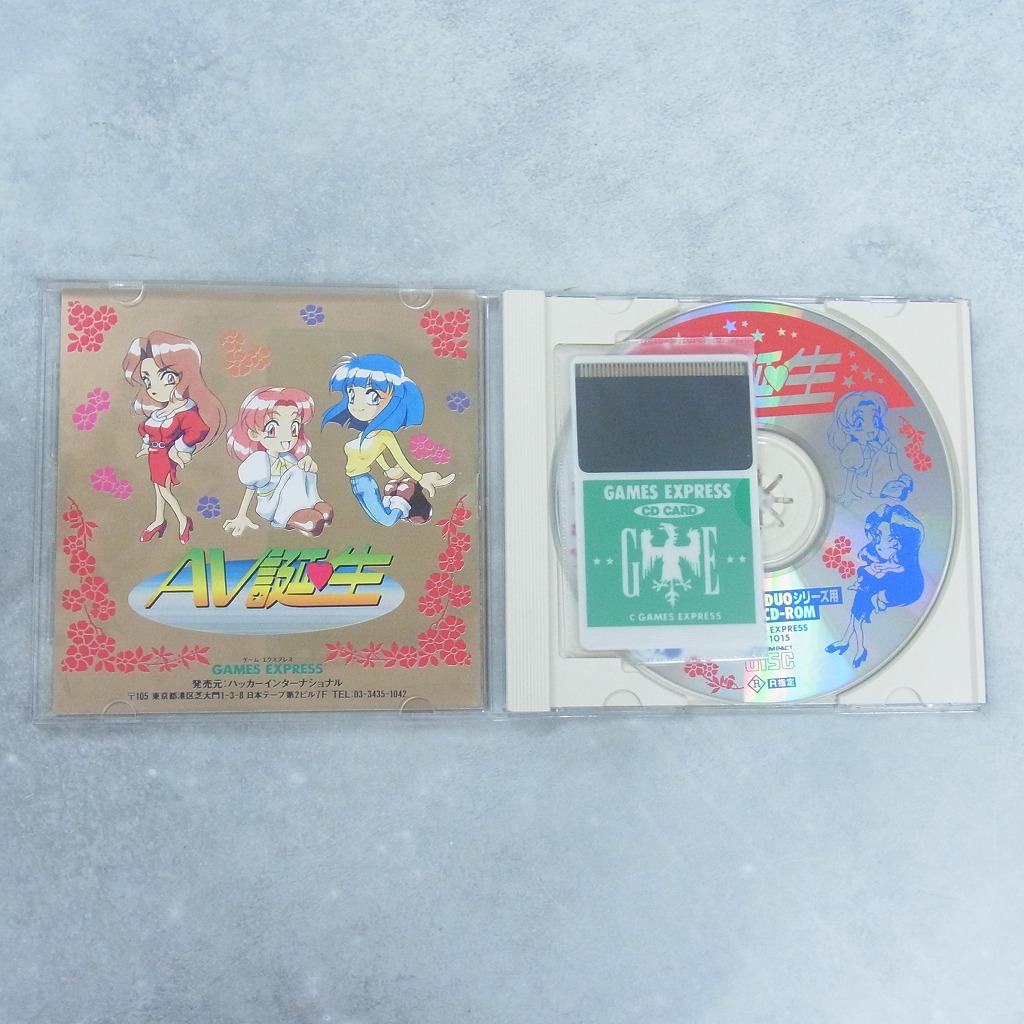 AV誕生
ゲーム・エクスプレス
GAMES EXPRESS
発売元:ハッカーインターナショナル
〒105 東京都港区芝大門1-3-8 日本テープ第2ビル7F TEL:03-3435-1042
誕生
GAMES EXPRESS
CD CARD
G E
© GAMES EXPRESS
DUOシリーズ用
CD-ROM
EXPRESS
1015
DISC
R R指定